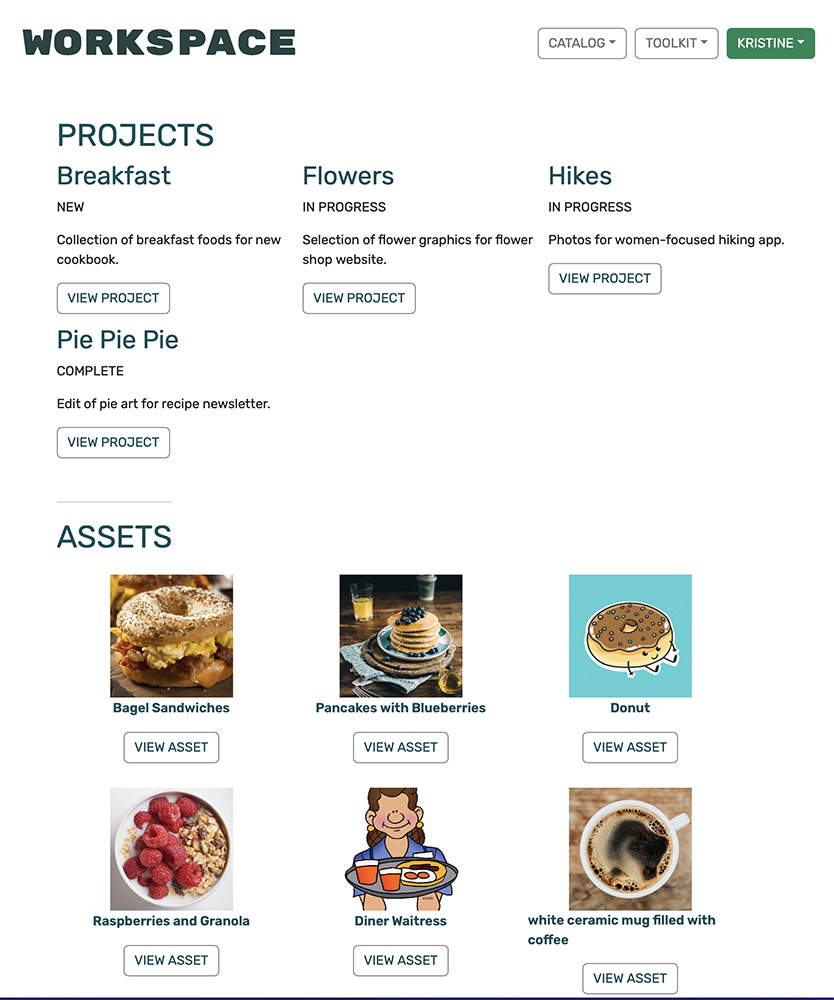 WORKSPACE
CATALOG
TOOLKIT
KRISTINE
PROJECTS
Breakfast
NEW
Collection of breakfast foods for new
cookbook.
VIEW PROJECT
Flowers
IN PROGRESS
Selection of flower graphics for flower
shop website.
VIEW PROJECT
Hikes
IN PROGRESS
Photos for women-focused hiking app.
VIEW PROJECT
Pie Pie Pie
COMPLETE
Edit of pie art for recipe newsletter.
VIEW PROJECT
ASSETS
Bagel Sandwiches
VIEW ASSET
Pancakes with Blueberries
VIEW ASSET
Donut
VIEW ASSET
Raspberries and Granola
VIEW ASSET
Diner Waitress
VIEW ASSET
white ceramic mug filled with
coffee
VIEW ASSET